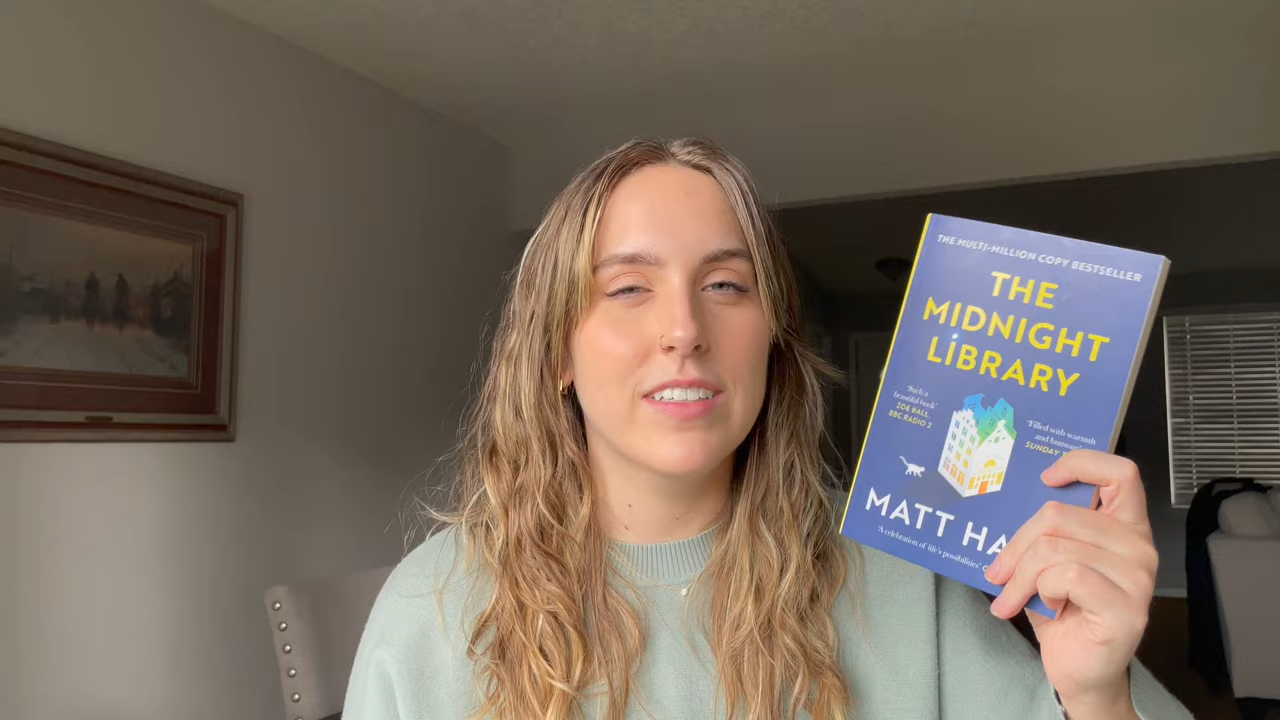 THE MULTI-MILLION COPY BESTSELLER
THE
MIDNIGHT
LIBRARY
'Such a
beautiful book'
ZOE BALL,
BBC RADIO 2
'Filled with warmth
and humour'
SUNDAY
MATT HA
'A celebration of life's possibilities'